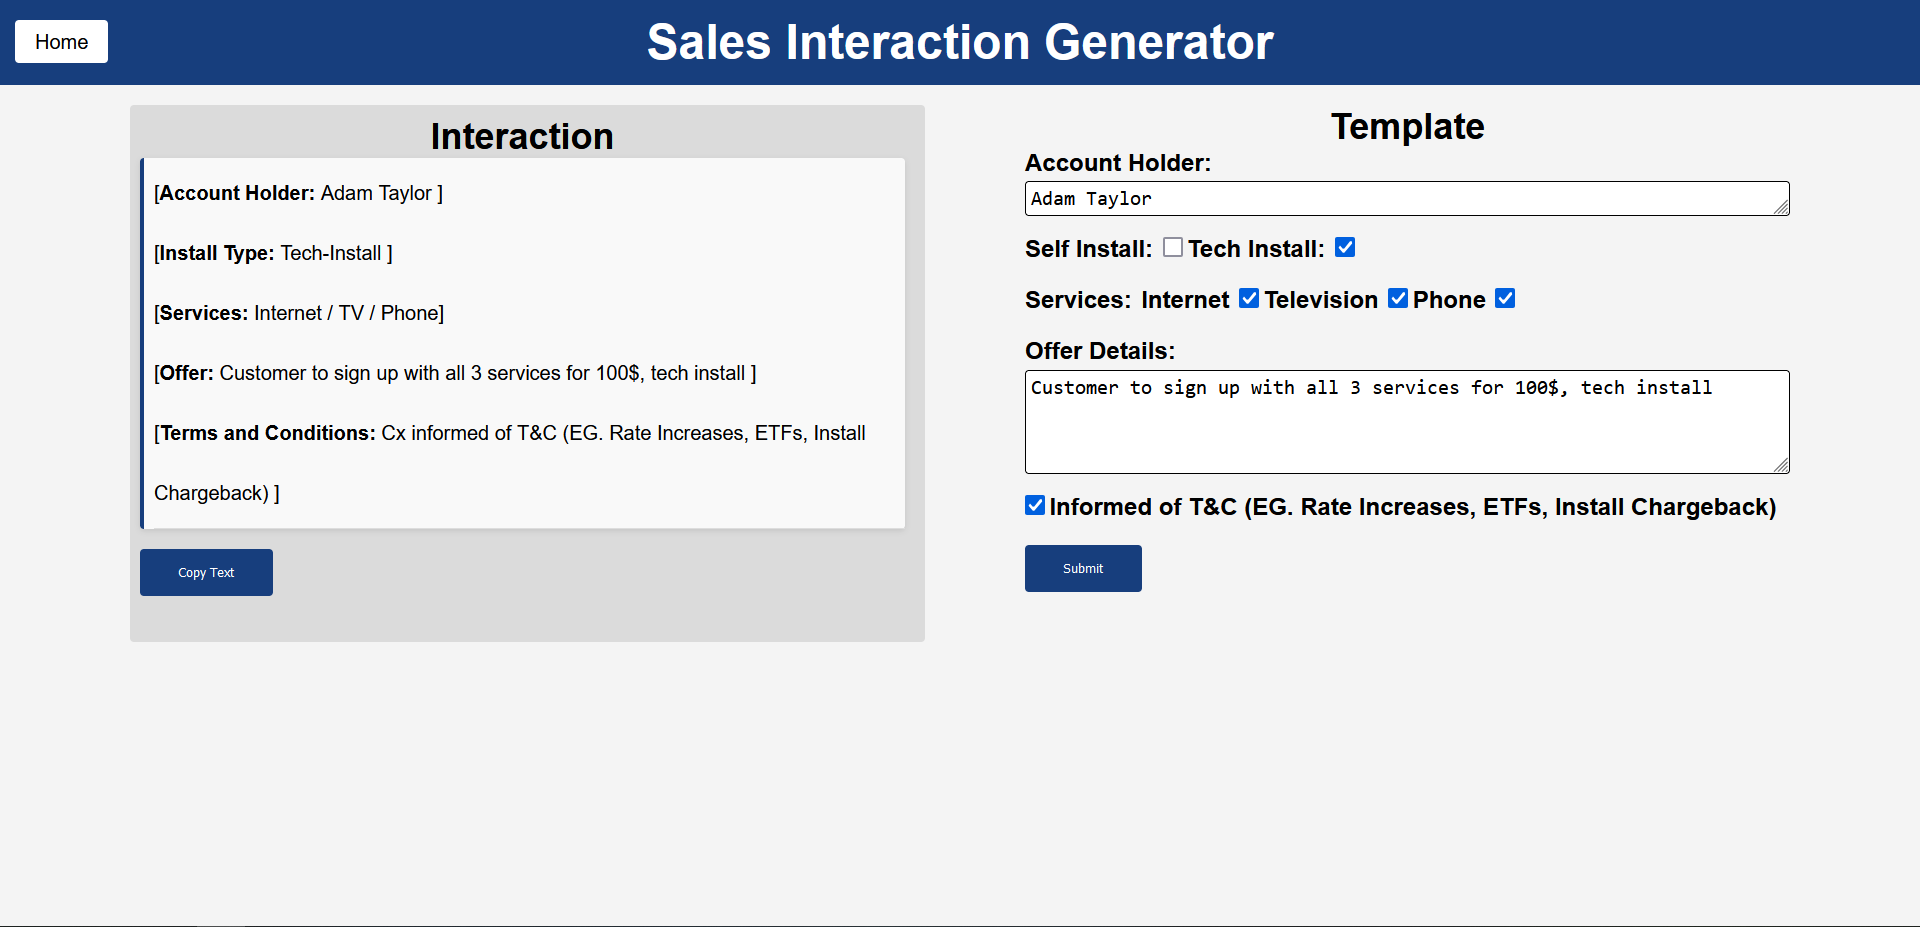 Home
Sales Interaction Generator
Interaction
[Account Holder: Adam Taylor ]
[Install Type: Tech-Install ]
[Services: Internet / TV / Phone]
[Offer: Customer to sign up with all 3 services for 100$, tech install ]
[Terms and Conditions: Cx informed of T&C (EG. Rate Increases, ETFs, Install
Chargeback) ]
Copy Text
Template
Account Holder:
Adam Taylor
Self Install: Tech Install:
Services: Internet Television Phone
Offer Details:
Customer to sign up with all 3 services for 100$, tech install
Informed of T&C (EG. Rate Increases, ETFs, Install Chargeback)
Submit